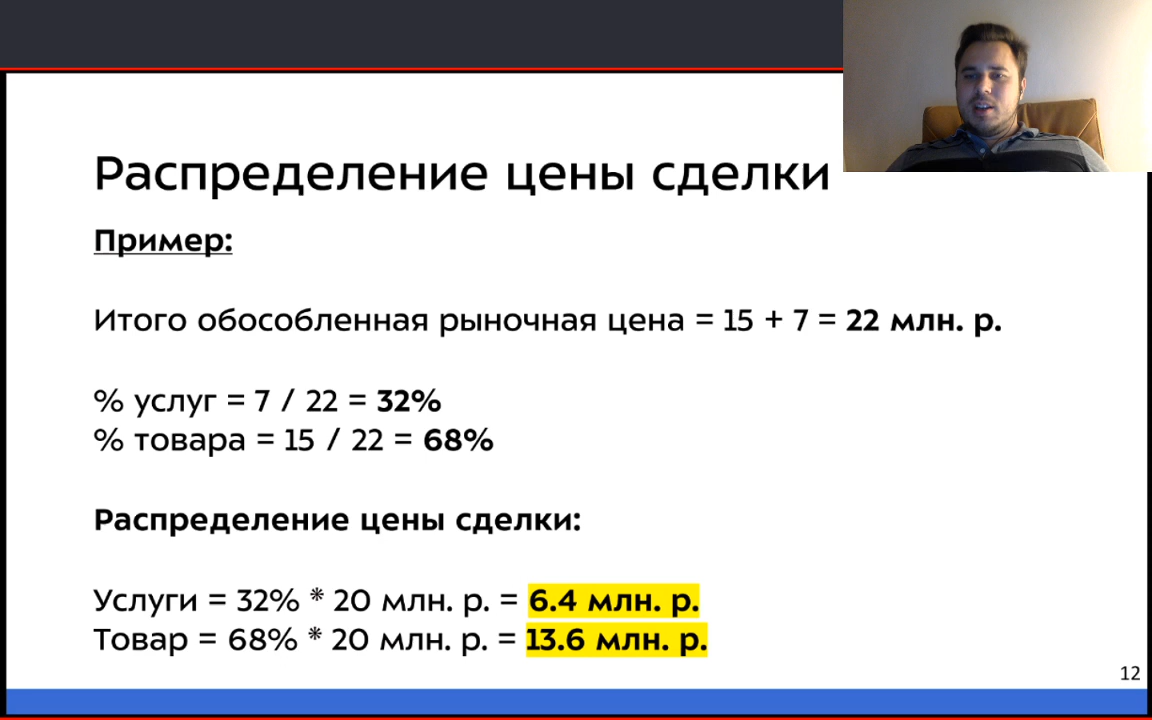 Распределение цены сделки
Пример:
Итого обособленная рыночная цена = 15 + 7 = 22 млн. р.
% услуг = 7 / 22 = 32%
% товара = 15 / 22 = 68%
Распределение цены сделки:
Услуги = 32% * 20 млн. р. = 6.4 млн. р.
Товар = 68% * 20 млн. р. = 13.6 млн. р.
12